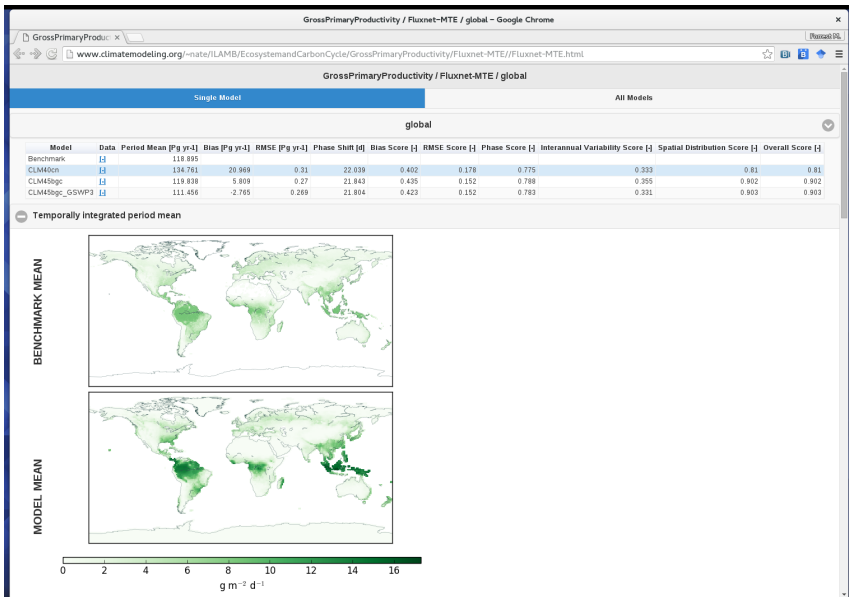 GrossPrimaryProductivity / Fluxnet-MTE / global - Google Chrome ×
GrossPrimaryProduc × Forrest M.
www.climatemodeling.org/~nate/ILAMB/EcosystemandCarbonCycle/GrossPrimaryProductivity/Fluxnet-MTE//Fluxnet-MTE.html
GrossPrimaryProductivity / Fluxnet-MTE / global
Single Model All Models
global
Model Data Period Mean [Pg yr-1] Bias [Pg yr-1] RMSE [Pg yr-1] Phase Shift [d] Bias Score [-] RMSE Score [-] Phase Score [-] Interannual Variability Score [-] Spatial Distribution Score [-] Overall Score [-]
Benchmark [-] 118.895
CLM40cn [-] 134.761 20.969 0.31 22.039 0.402 0.178 0.775 0.333 0.81 0.81
CLM45bgc [-] 119.838 5.809 0.27 21.843 0.435 0.152 0.788 0.355 0.902 0.902
CLM45bgc_GSWP3 [-] 111.456 -2.765 0.269 21.804 0.423 0.152 0.783 0.331 0.903 0.903
Temporally integrated period mean
BENCHMARK MEAN
MODEL MEAN
0 2 4 6 8 10 12 14 16
g m⁻² d⁻¹